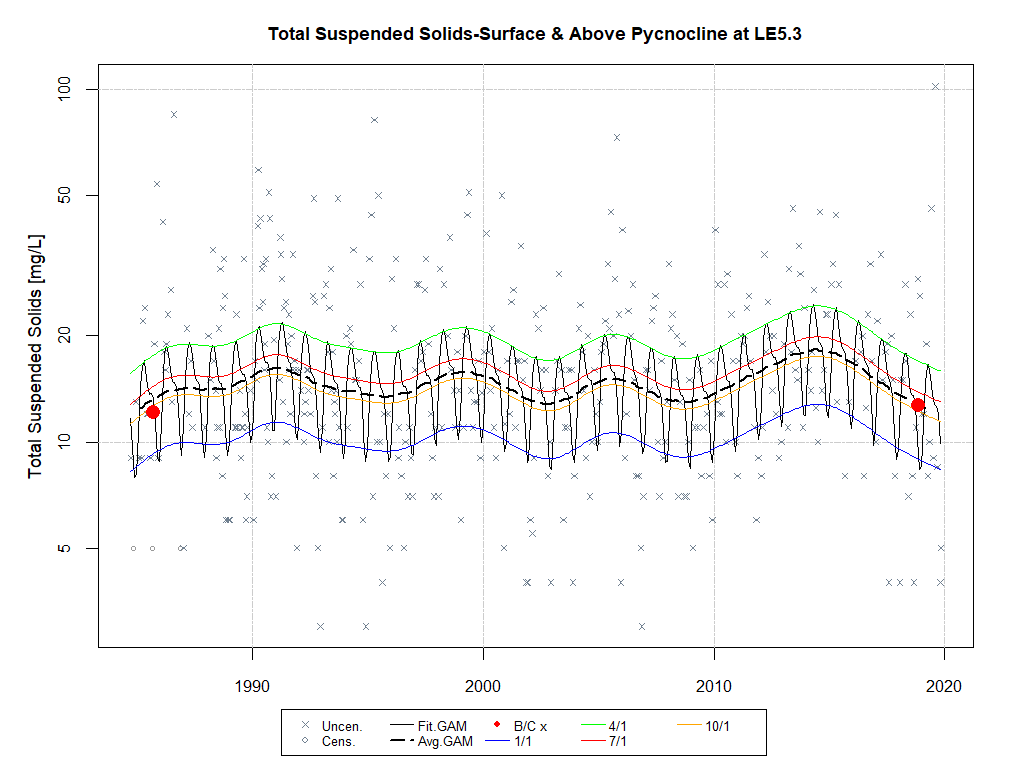 Total Suspended Solids-Surface & Above Pycnocline at LE5.3
Total Suspended Solids [mg/L]
100
50
20
10
5
1990 2000 2010 2020
Uncen. Fit.GAM B/C x 4/1 10/1
Cens. Avg.GAM 1/1 7/1